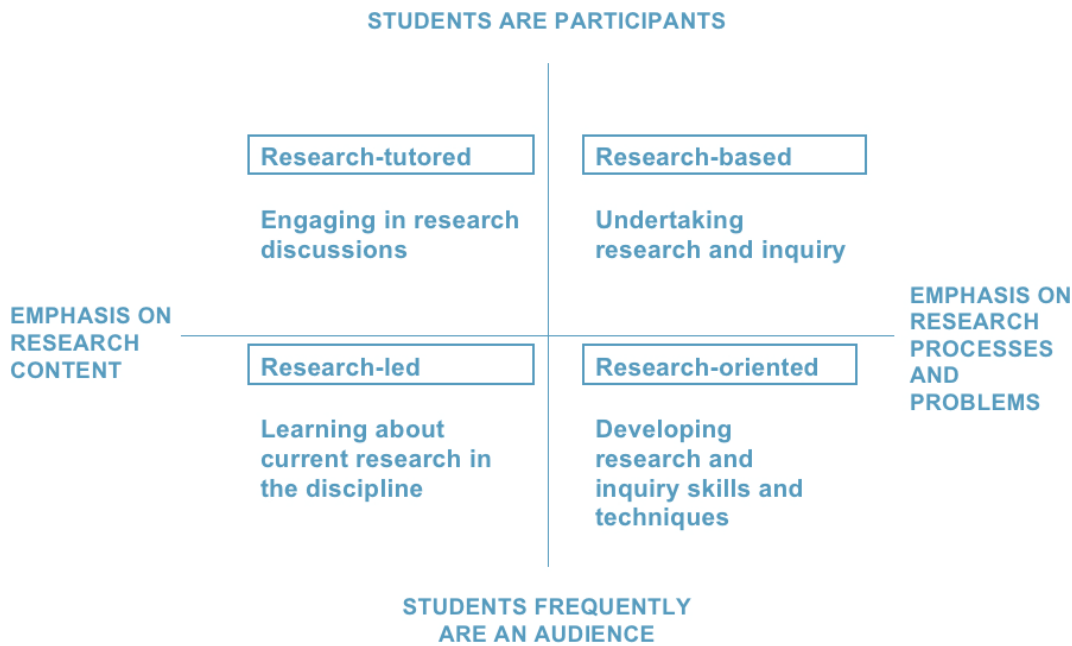 STUDENTS ARE PARTICIPANTS
Research-tutored
Engaging in research
discussions
Research-based
Undertaking
research and inquiry
EMPHASIS ON
RESEARCH
CONTENT
EMPHASIS ON
RESEARCH
PROCESSES
AND
PROBLEMS
Research-led
Learning about
current research in
the discipline
Research-oriented
Developing
research and
inquiry skills and
techniques
STUDENTS FREQUENTLY
ARE AN AUDIENCE